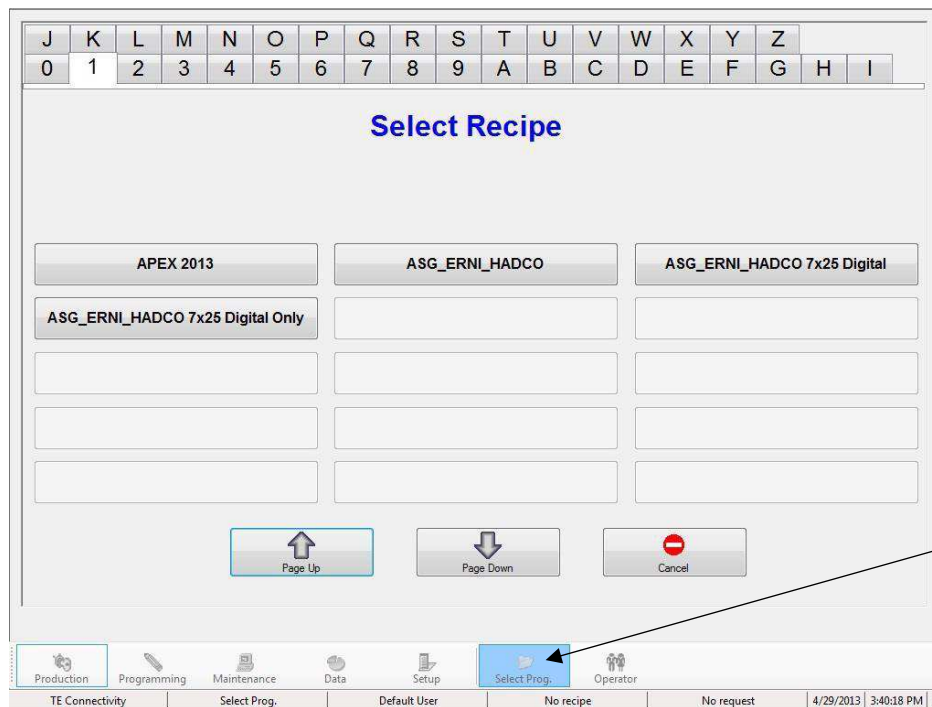 J K L M N O P Q R S T U V W X Y Z
0 1 2 3 4 5 6 7 8 9 A B C D E F G H I
Select Recipe
APEX 2013 ASG_ERNI_HADCO ASG_ERNI_HADCO 7x25 Digital
ASG_ERNI_HADCO 7x25 Digital Only
Page Up Page Down Cancel
Production Programming Maintenance Data Setup Select Prog. Operator
TE Connectivity Select Prog. Default User No recipe No request 4/29/2013 3:40:18 PM